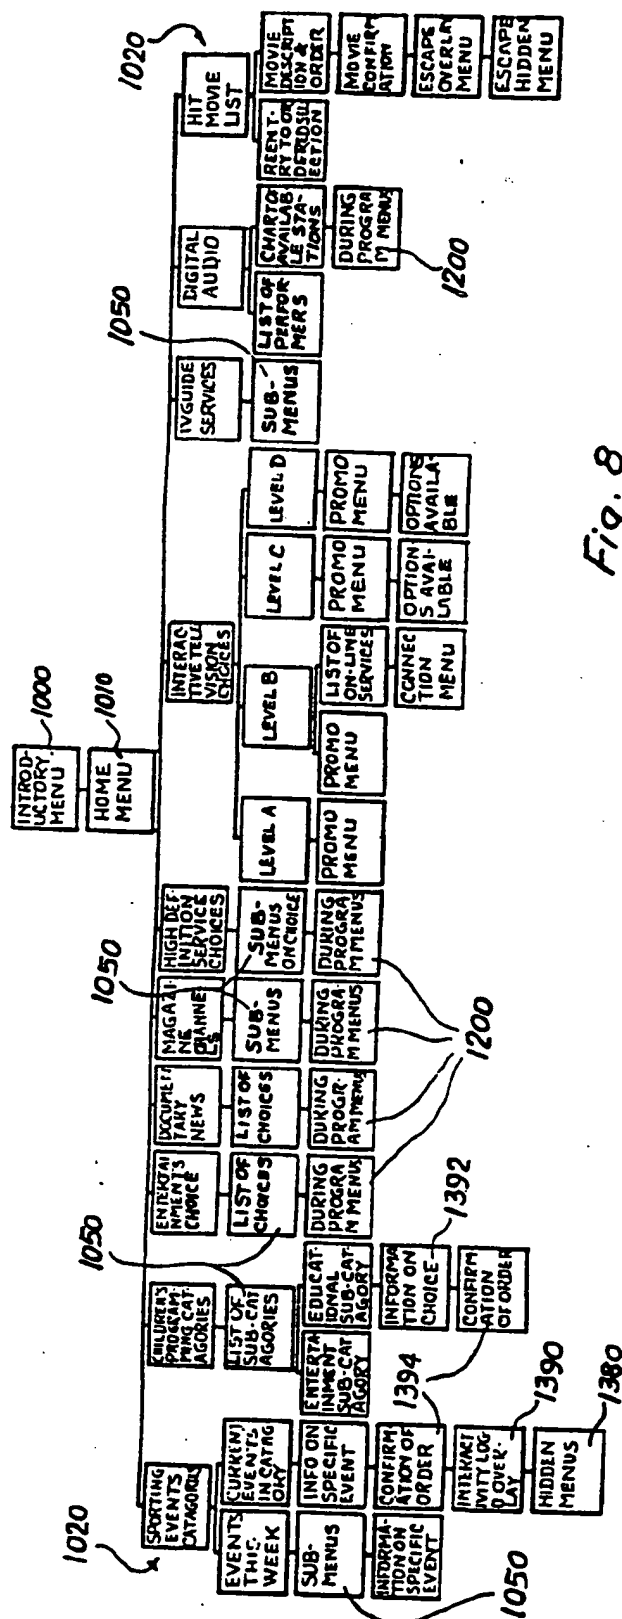 INTROD-
UCTORY
MENU
1000
HOME
MENU
1010
1020
SPORTING
EVENTS
CATAGORIES
EVENTS
THIS
WEEK
SUB-
MENUS
1050
INFORMA-
TION ON
SPECIFIC
EVENT
CURRENT
EVENTS
IN CATAG
ORY
INFO ON
SPECIFIC
EVENT
CONFIRM
ATION OF
ORDER
1394
INTERACT
IVITY LOG
O OVER-
LAY
1390
HIDDEN
MENUS
1380
CHILDREN'S
PROGRAM
MING CAT-
AGORIES
LIST OF
SUB-CAT
AGORIES
1050
ENTERTA
INMENT
SUB-CAT
AGORY
EDUCAT-
IONAL
SUB-CAT
AGORY
INFORMA
TION ON
CHOICE
1392
CONFIRM
ATION
OF ORDER
ENTERTAI
NMENTS
CHOICE
LIST OF
CHOICES
DURING
PROGRA
M MENUS
DOCUMEN
TARY
NEWS
LIST OF
CHOICES
DURING
PROGR-
AM MENUS
MAGAZI-
NE
CHANNE-
LS
SUB-
MENUS
1050
DURING
PROGRA-
M MENUS
HIGH DEF-
INITION
SERVICE
CHOICES
SUB-
MENUS
ON CHOICE
DURING
PROGRA
M MENUS
1200
INTERAC-
TIVE TELE
VISION
CHOICES
LEVEL A
PROMO
MENU
LEVEL B
PROMO
MENU
LIST OF
ON-LINE
SERVICES
CONNEC-
TION
MENU
LEVEL C
PROMO
MENU
OPTION
S AVAI-
LABLE
LEVEL D
PROMO
MENU
OPTIONS
AVAILA-
BLE
TV GUIDE
SERVICES
SUB-
MENUS
1050
DIGITAL
AUDIO
LIST OF
PERFOR-
MERS
CHART O
AVAILAB
LE STA-
TIONS
DURING
PROGRA
M MENUS
1200
HIT
MOVIE
LIST
1020
REENT-
RY TO OR
MOVIE
DESCRIPT
ION &
ORDER
MOVIE
CONFIRM
ATION
ESCAPE
OVERLAY
MENU
ESCAPE
HIDDEN
MENU
Fig. 8